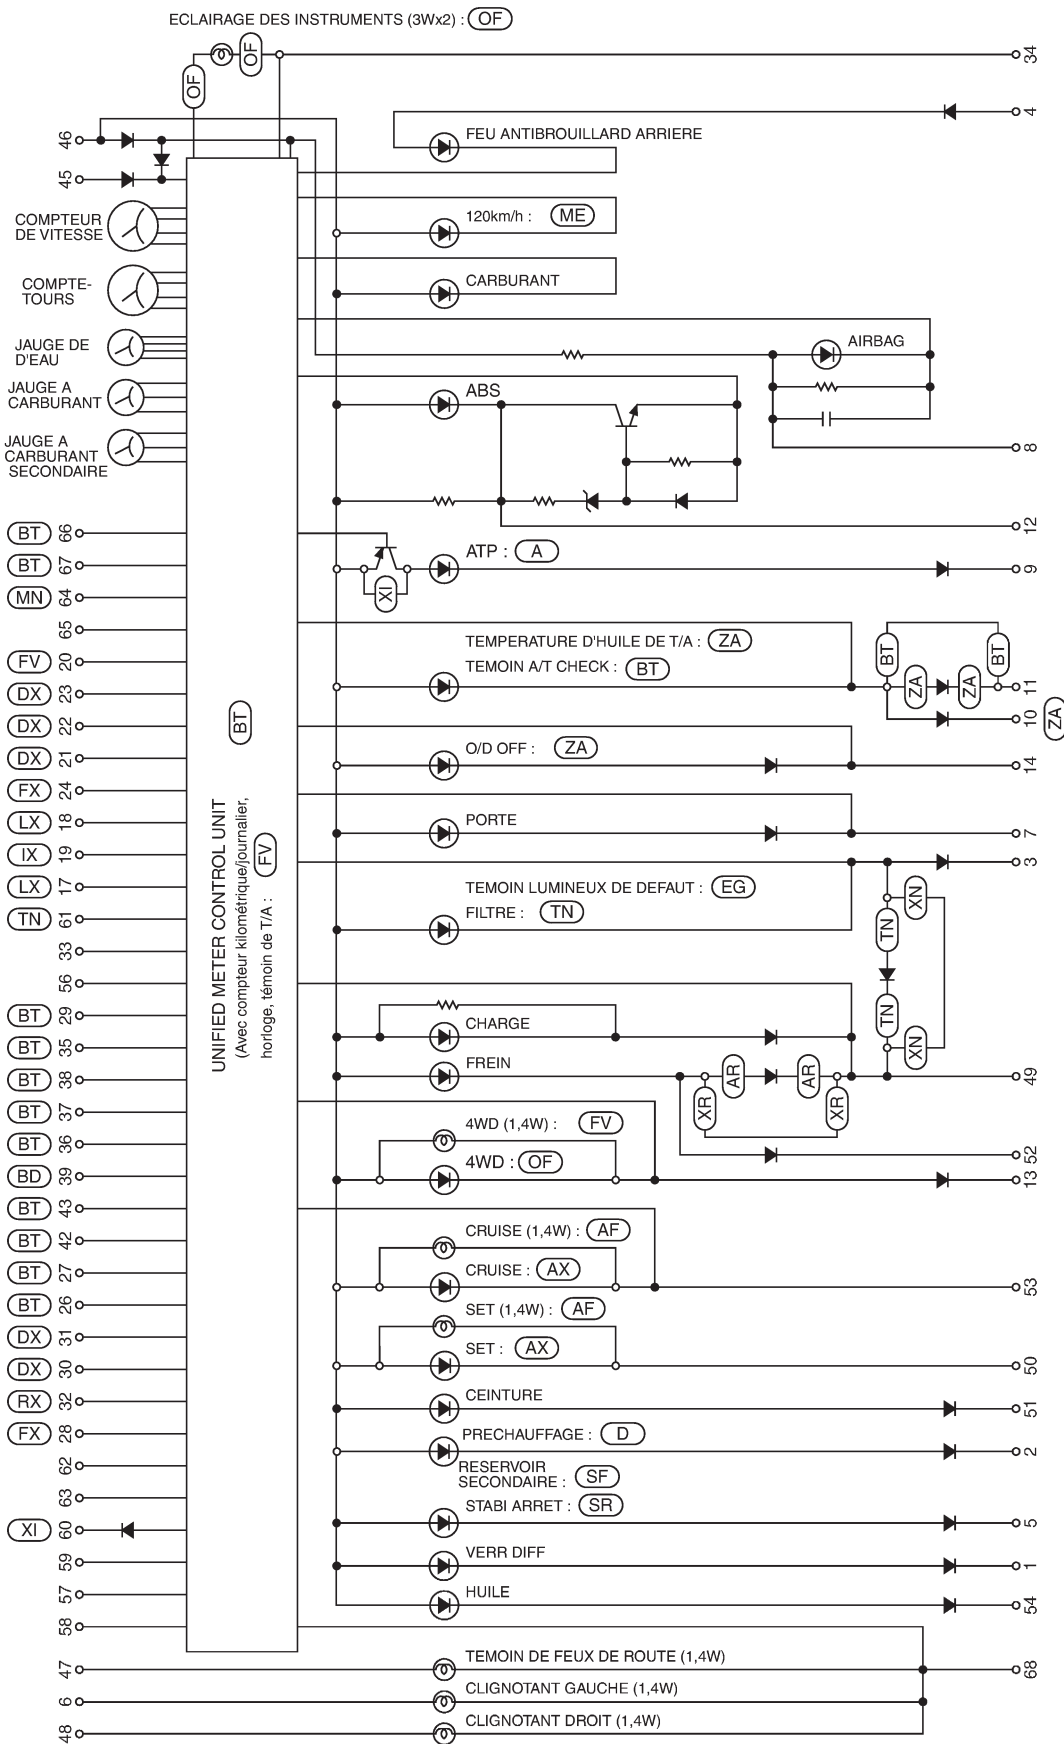 ECLAIRAGE DES INSTRUMENTS (3Wx2) : OF
OF
OF
34
4
46
FEU ANTIBROUILLARD ARRIERE
45
COMPTEUR
DE VITESSE
120km/h : ME
COMPTE-
TOURS
CARBURANT
JAUGE DE
D'EAU
AIRBAG
JAUGE A
CARBURANT
ABS
JAUGE A
CARBURANT
SECONDAIRE
8
12
BT 66
ATP : A
BT 67
9
XI
MN 64
65
TEMPERATURE D'HUILE DE T/A : ZA
TEMOIN A/T CHECK : BT
BT
BT
ZA
ZA
11
10 ZA
FV 20
DX 23
DX 22
BT
O/D OFF : ZA
DX 21
14
FX 24
LX 18
PORTE
7
IX 19
3
UNIFIED METER CONTROL UNIT
(Avec compteur kilométrique/journalier,
horloge, témoin de T/A : FV
LX 17
TEMOIN LUMINEUX DE DEFAUT : EG
FILTRE : TN
TN 61
XN
TN
33
56
TN
XN
BT 29
CHARGE
BT 35
FREIN
AR
AR
XR
XR
49
BT 38
BT 37
4WD (1,4W) : FV
BT 36
52
4WD : OF
13
BD 39
BT 43
CRUISE (1,4W) : AF
BT 42
CRUISE : AX
BT 27
53
SET (1,4W) : AF
BT 26
DX 31
SET : AX
DX 30
50
RX 32
CEINTURE
51
FX 28
PRECHAUFFAGE : D
2
62
RESERVOIR
SECONDAIRE : SF
63
STABI ARRET : SR
XI 60
5
59
VERR DIFF
1
57
HUILE
54
58
47
TEMOIN DE FEUX DE ROUTE (1,4W)
68
6
CLIGNOTANT GAUCHE (1,4W)
48
CLIGNOTANT DROIT (1,4W)